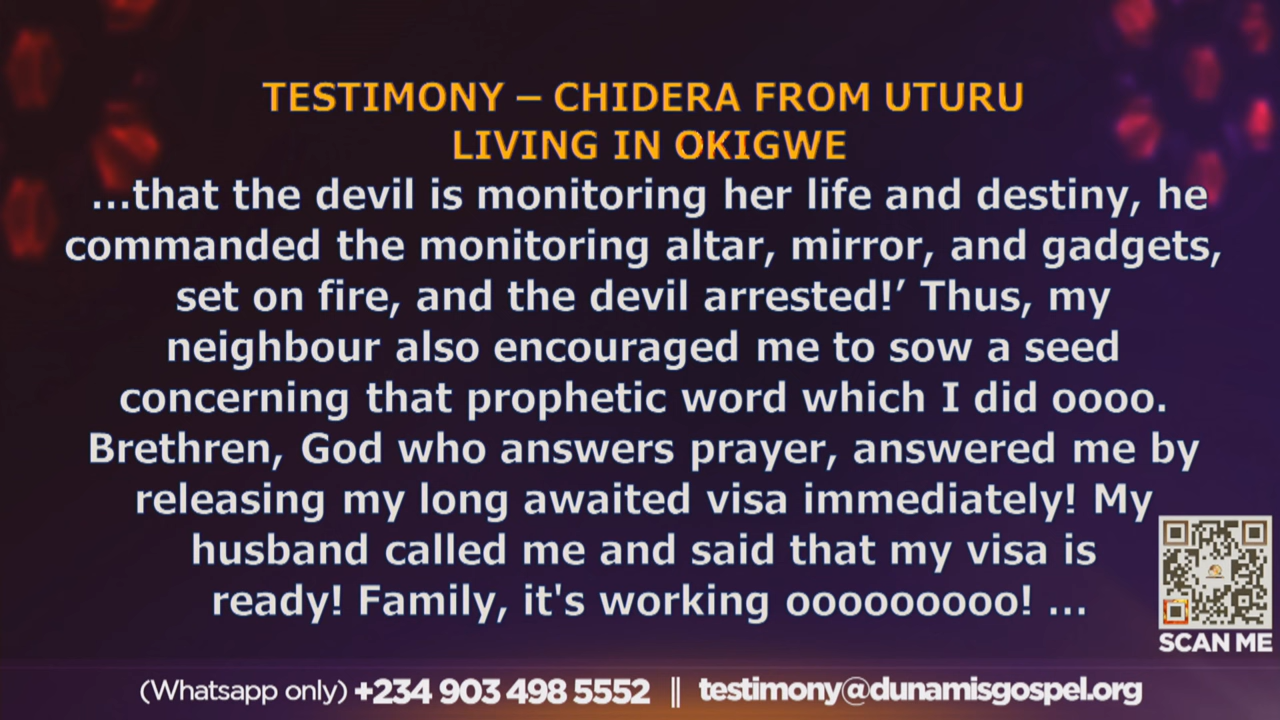 TESTIMONY – CHIDERA FROM UTURU
LIVING IN OKIGWE
...that the devil is monitoring her life and destiny, he
commanded the monitoring altar, mirror, and gadgets,
set on fire, and the devil arrested!’ Thus, my
neighbour also encouraged me to sow a seed
concerning that prophetic word which I did oooo.
Brethren, God who answers prayer, answered me by
releasing my long awaited visa immediately! My
husband called me and said that my visa is
ready! Family, it's working ooooooooo! ...
SCAN ME
(Whatsapp only) +234 903 498 5552 || testimony@dunamisgospel.org